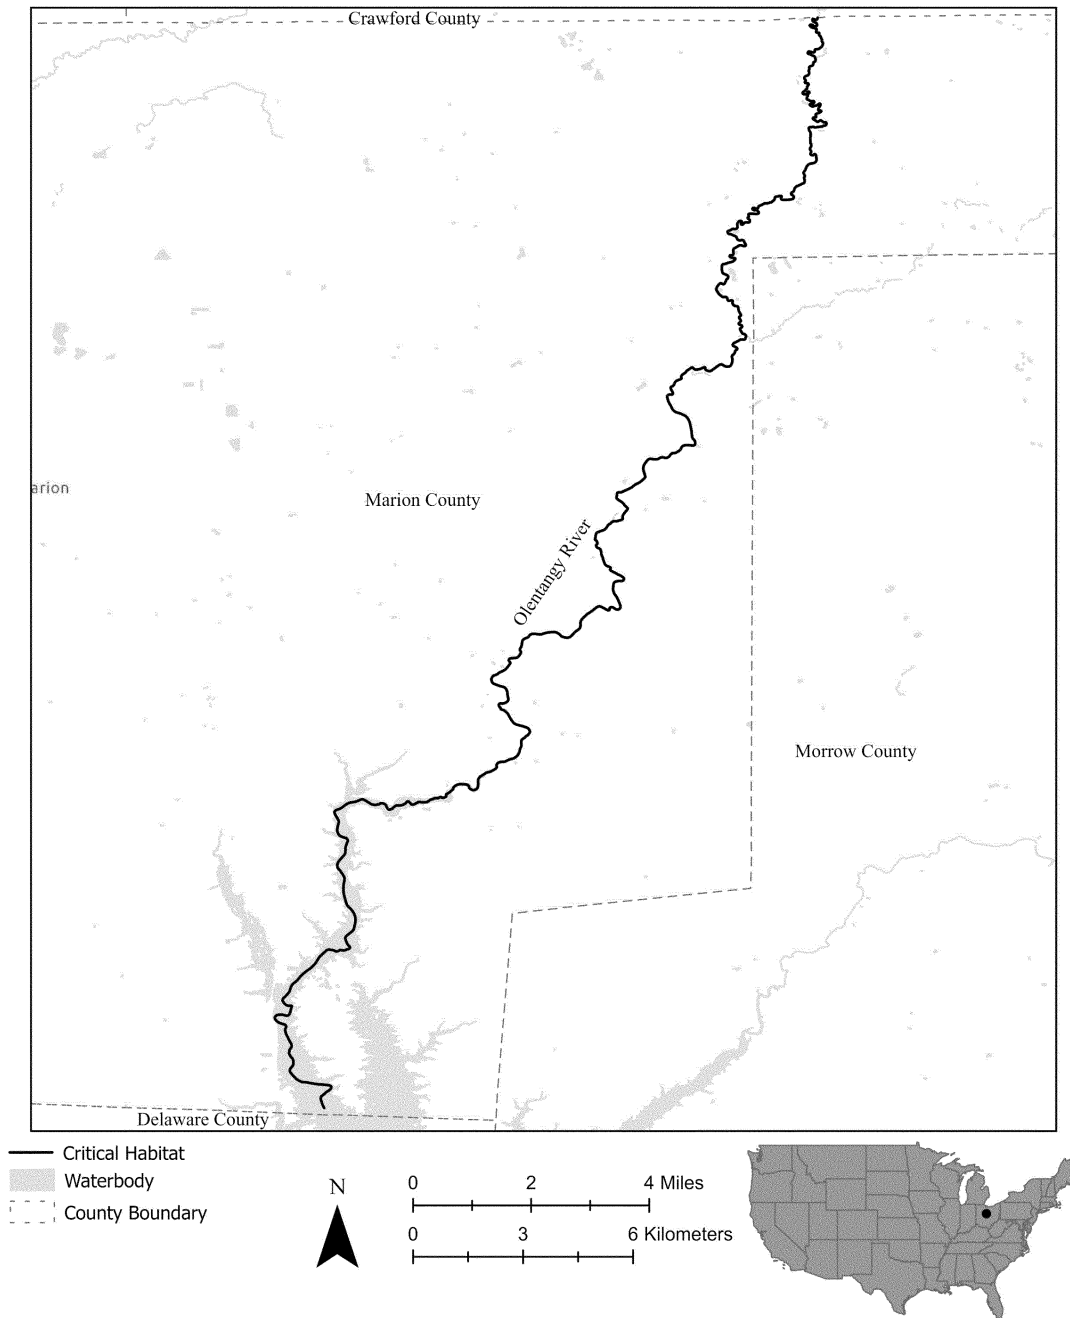 Crawford County
arion
Marion County
Olentangy River
Morrow County
Delaware County
Critical Habitat
Waterbody
County Boundary
N
0 2 4 Miles
0 3 6 Kilometers